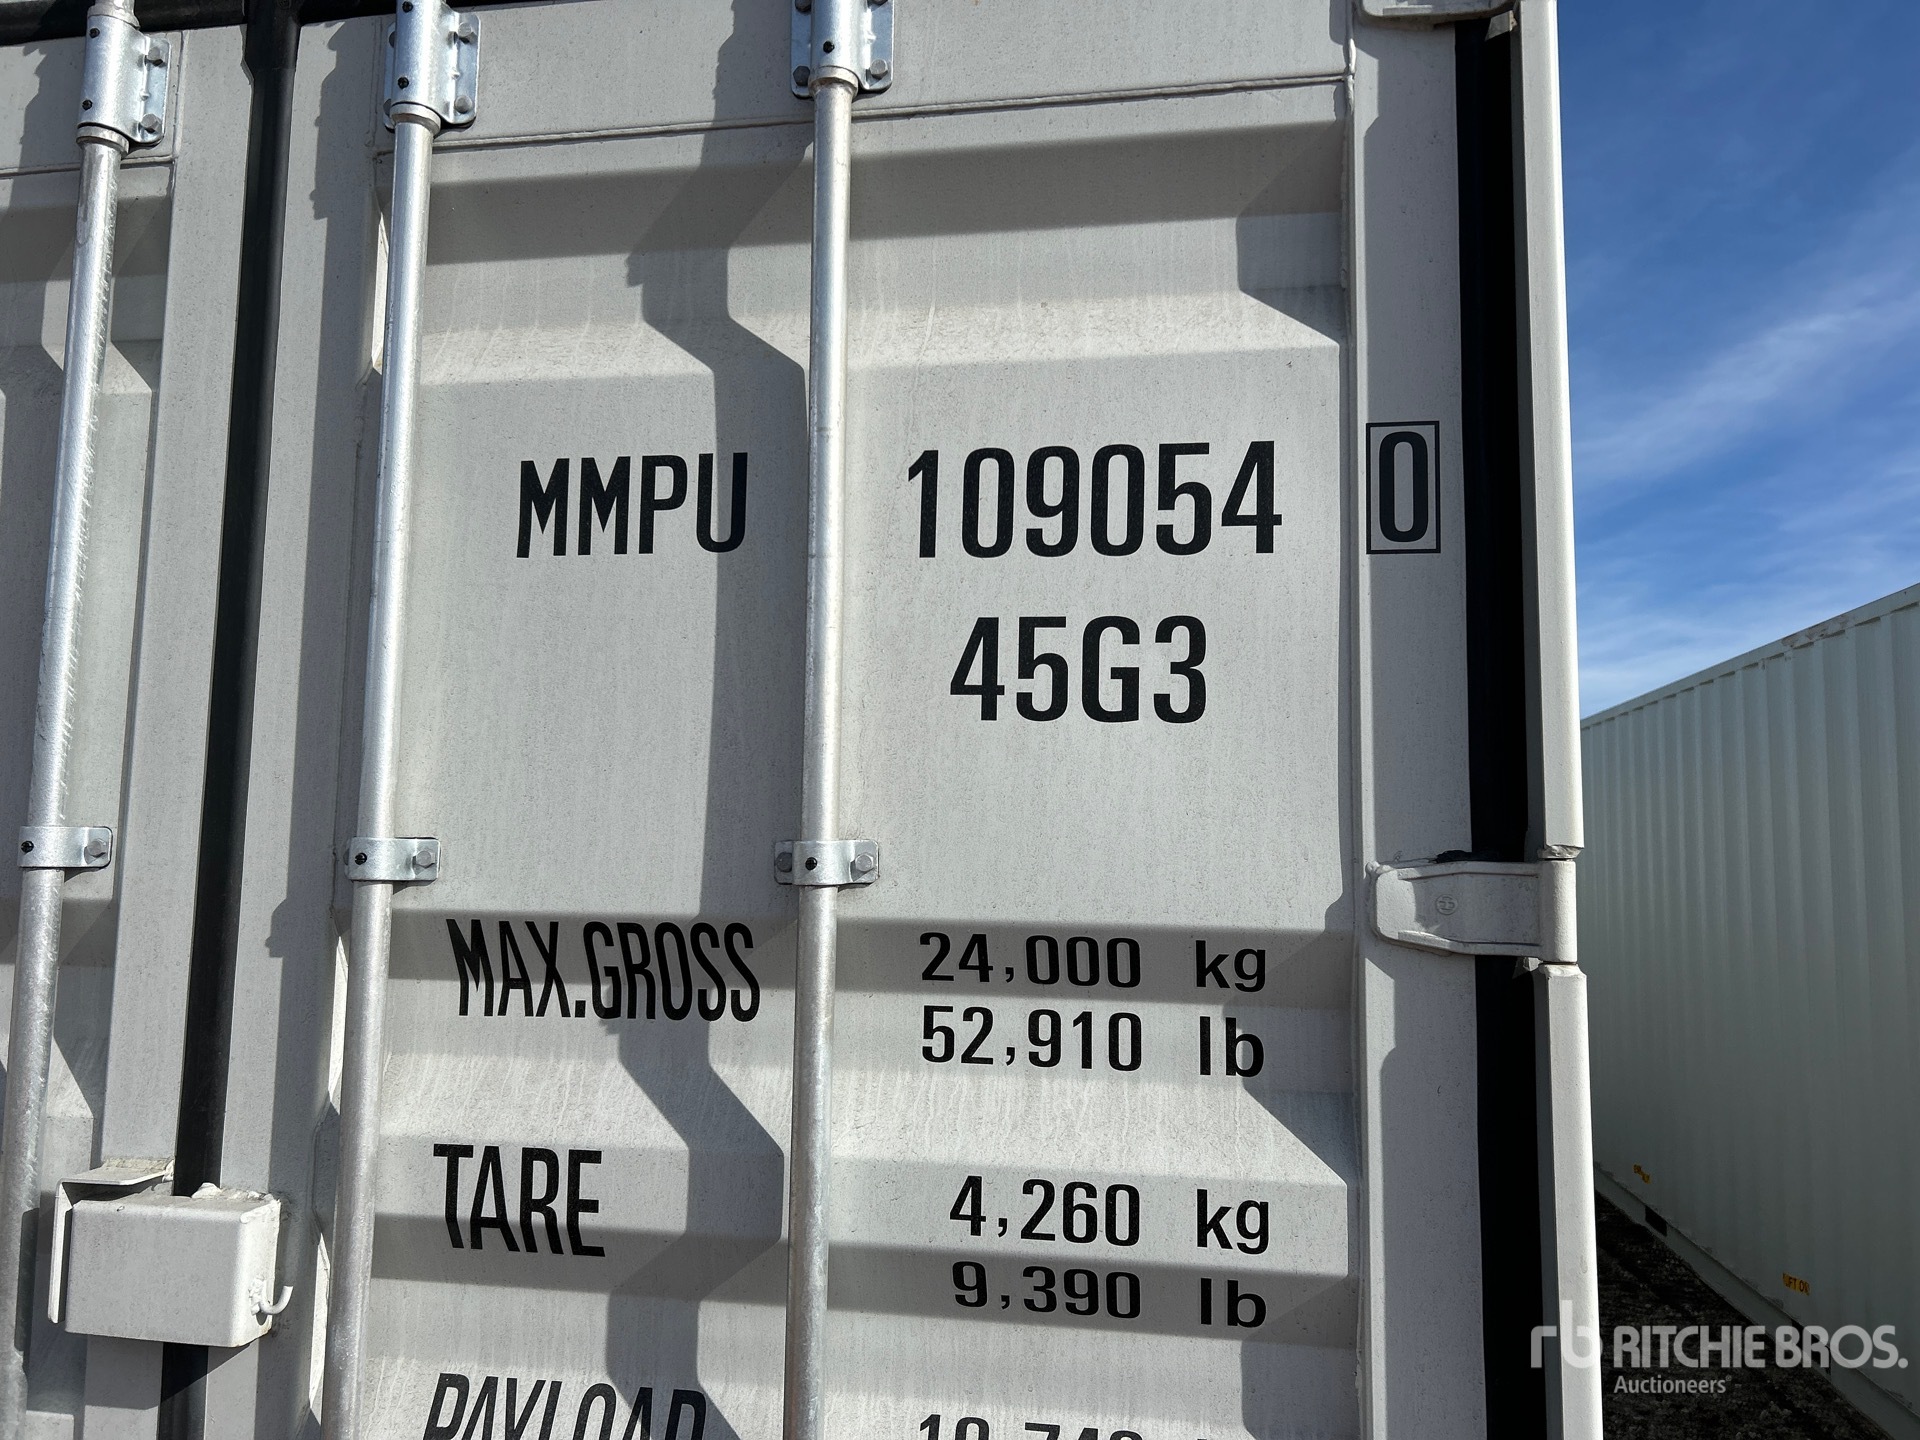 MMPU 109054 0
45G3
MAX.GROSS 24,000 kg
52,910 lb
TARE 4,260 kg
9,390 lb
PAYLOAD
RITCHIE BROS.
Auctioneers